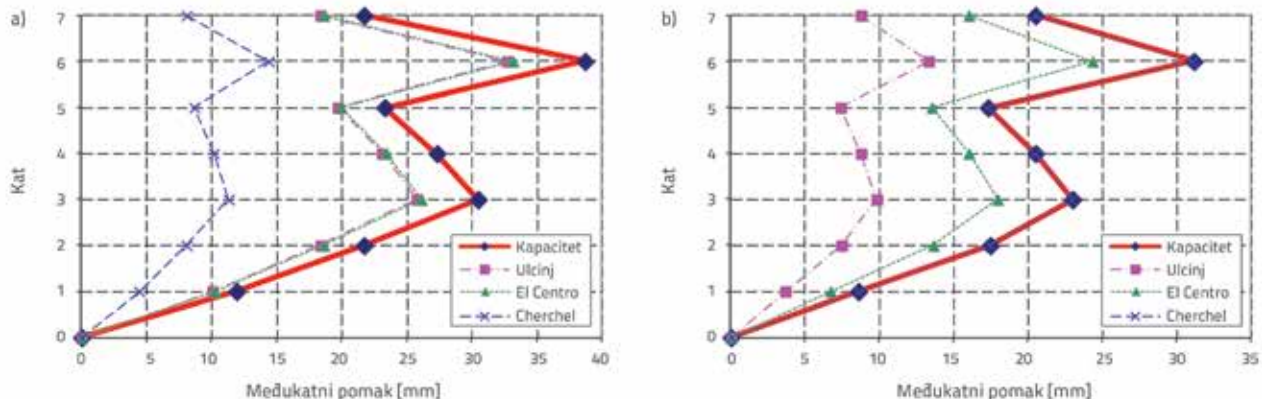 a)
Kat
7
6
5
4
3
2
1
0
0 5 10 15 20 25 30 35 40
Međukatni pomak [mm]
Kapacitet
Ulcinj
El Centro
Cherchel
b)
Kat
7
6
5
4
3
2
1
0
0 5 10 15 20 25 30 35
Međukatni pomak [mm]
Kapacitet
Ulcinj
El Centro
Cherchel